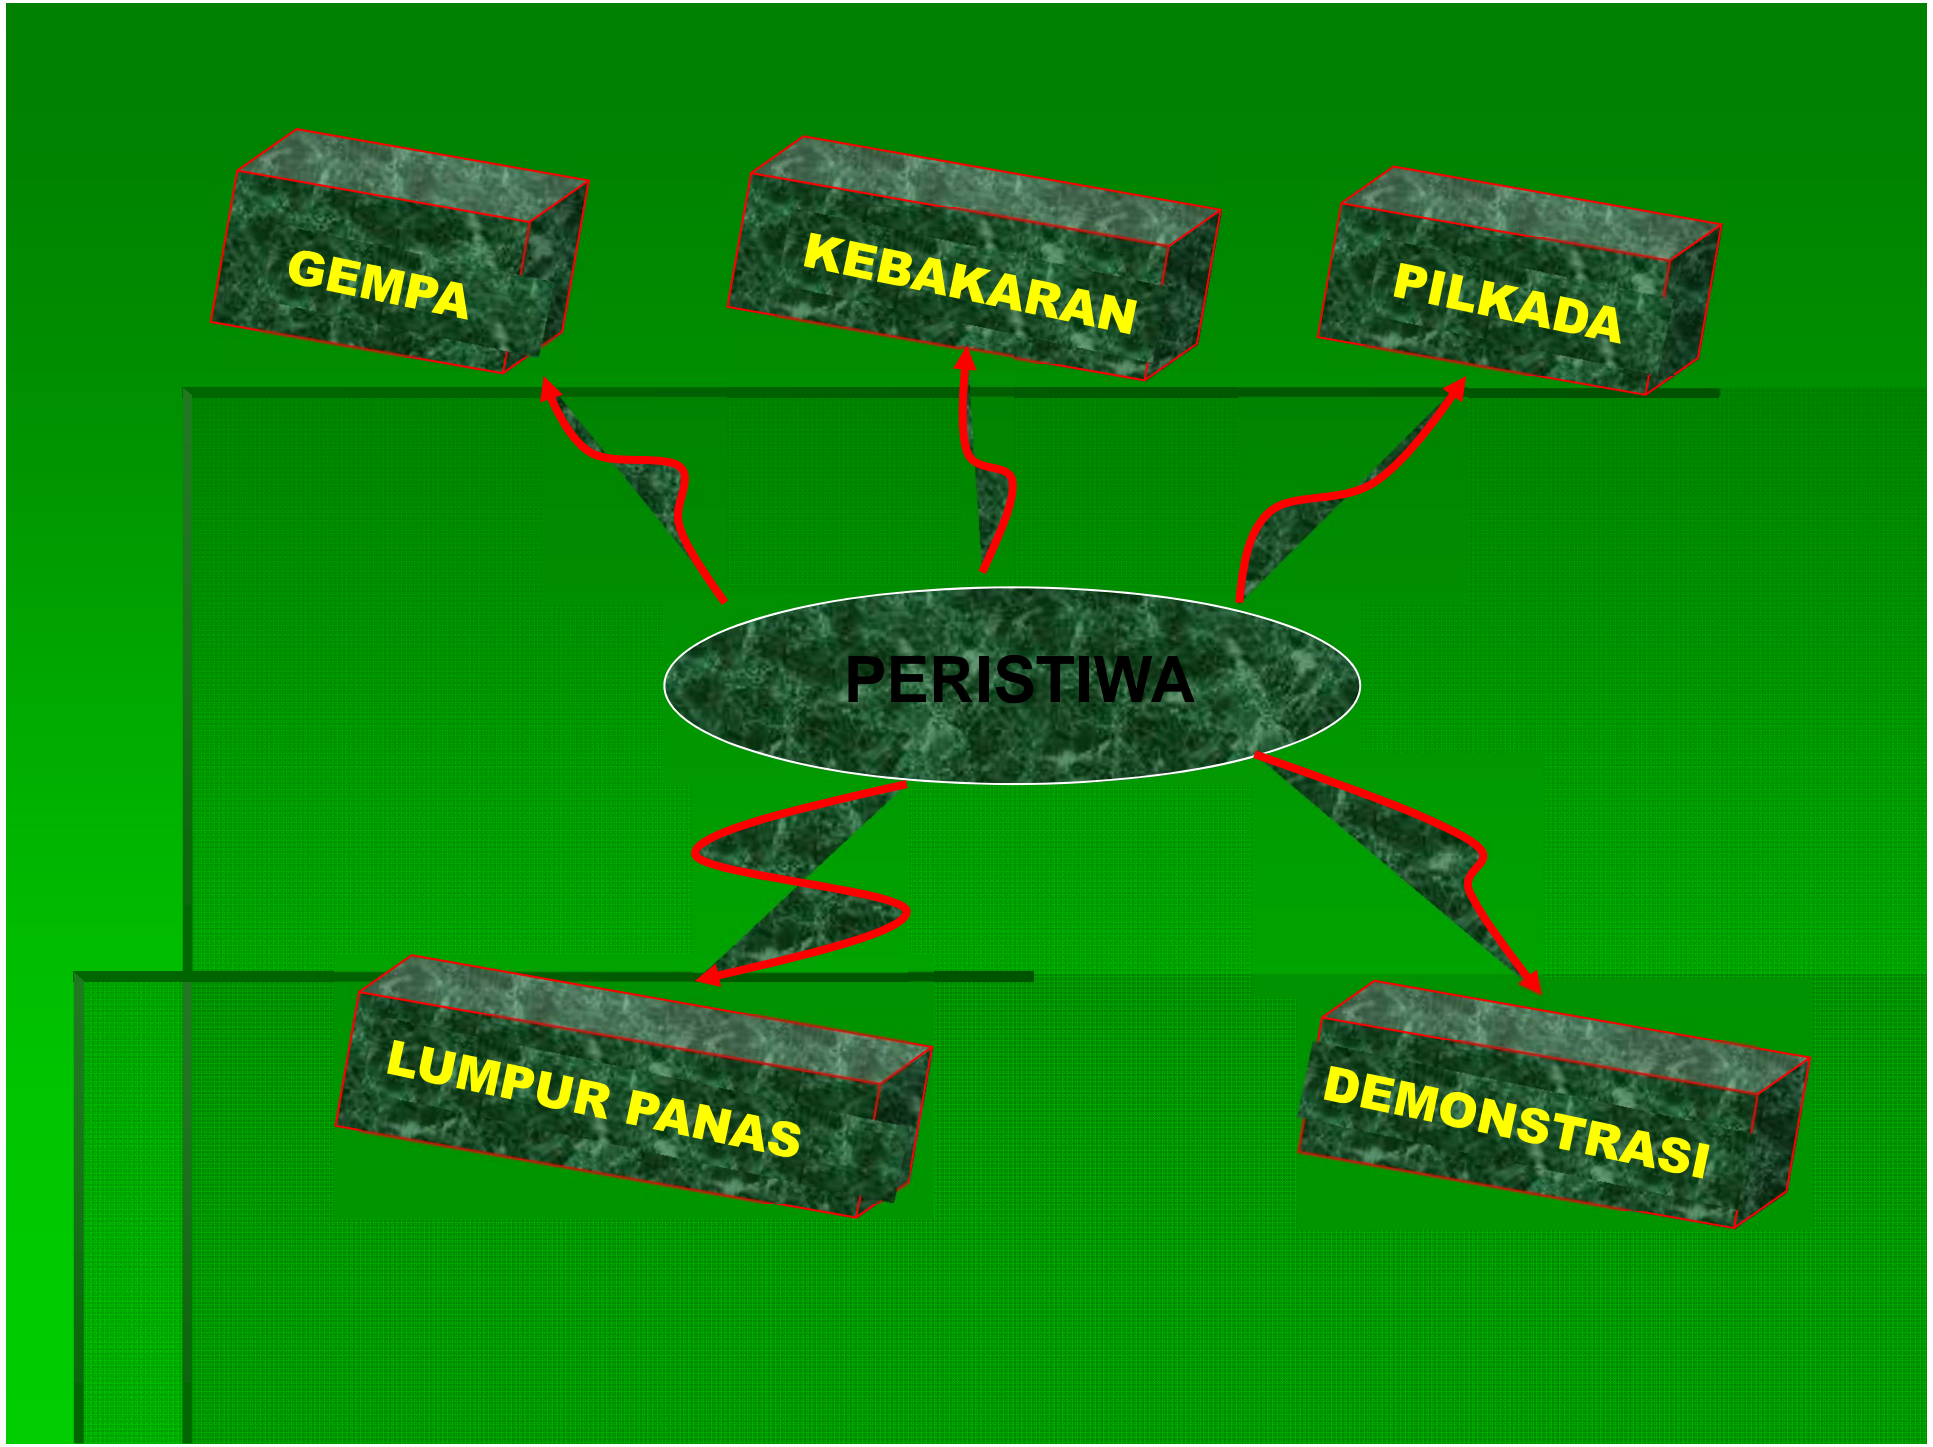 GEMPA
KEBAKARAN
PILKADA
PERISTIWA
LUMPUR PANAS
DEMONSTRASI